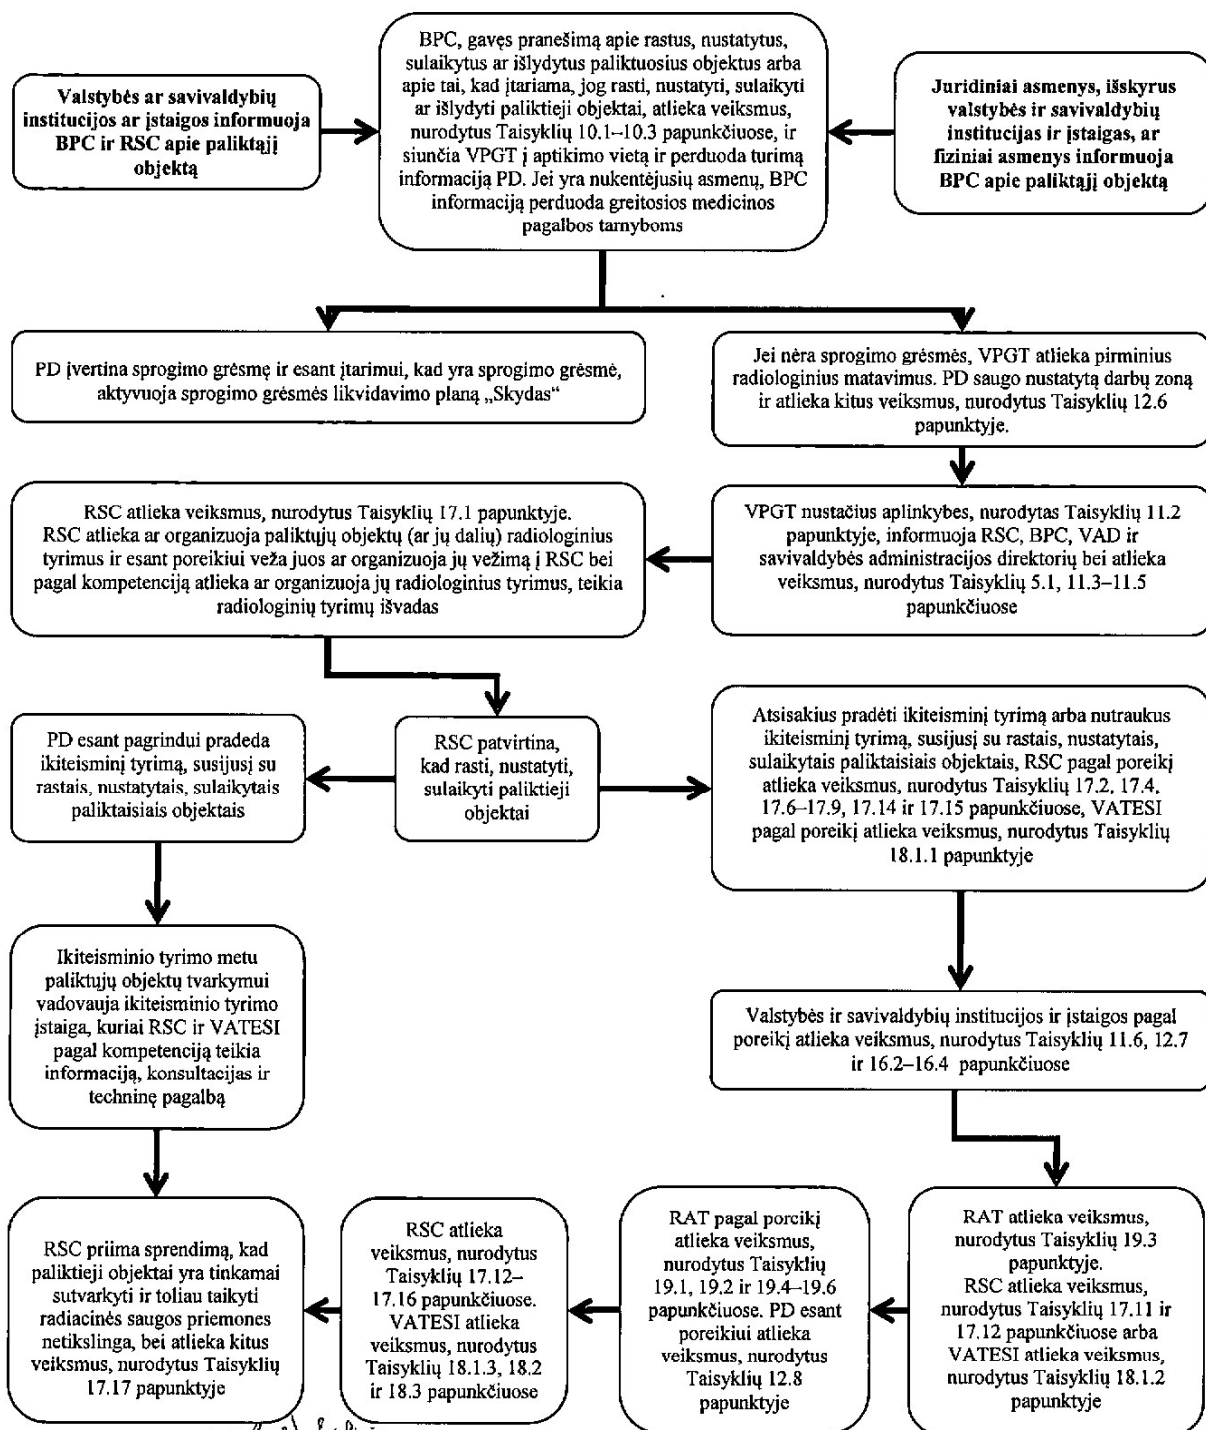 BPC, gavęs pranešimą apie rastus, nustatytus,
sulaikytus ar išlydytus paliktuosius objektus arba
apie tai, kad įtariama, jog rasti, nustatyti, sulaikyti
ar išlydyti paliktieji objektai, atlieka veiksmus,
nurodytus Taisyklių 10.1–10.3 papunkčiuose, ir
siunčia VPGT į aptikimo vietą ir perduoda turimą
informaciją PD. Jei yra nukentėjusių asmenų, BPC
informaciją perduoda greitosios medicinos
pagalbos tarnyboms
Valstybės ar savivaldybių
institucijos ar įstaigos informuoja
BPC ir RSC apie paliktąjį
objektą
Juridiniai asmenys, išskyrus
valstybės ir savivaldybių
institucijas ir įstaigas, ar
fiziniai asmenys informuoja
BPC apie paliktąjį objektą
PD įvertina sprogimo grėsmę ir esant įtarimui, kad yra sprogimo grėsmė,
aktyvuoja sprogimo grėsmės likvidavimo planą „Skydas“
Jei nėra sprogimo grėsmės, VPGT atlieka pirminius
radiologinius matavimus. PD saugo nustatytą darbų zoną
ir atlieka kitus veiksmus, nurodytus Taisyklių 12.6
papunktyje.
RSC atlieka veiksmus, nurodytus Taisyklių 17.1 papunktyje.
RSC atlieka ar organizuoja paliktųjų objektų (ar jų dalių) radiologinius
tyrimus ir esant poreikiui veža juos ar organizuoja jų vežimą į RSC bei
pagal kompetenciją atlieka ar organizuoja jų radiologinius tyrimus, teikia
radiologinių tyrimų išvadas
VPGT nustačius aplinkybes, nurodytas Taisyklių 11.2
papunktyje, informuoja RSC, BPC, VAD ir
savivaldybės administracijos direktorių bei atlieka
veiksmus, nurodytus Taisyklių 5.1, 11.3–11.5
papunkčiuose
PD esant pagrindui pradeda
ikiteisminį tyrimą, susijusį su
rastais, nustatytais, sulaikytais
paliktaisiais objektais
RSC patvirtina,
kad rasti, nustatyti,
sulaikyti paliktieji
objektai
Atsisakius pradėti ikiteisminį tyrimą arba nutraukus
ikiteisminį tyrimą, susijusį su rastais, nustatytais,
sulaikytais paliktaisiais objektais, RSC pagal poreikį
atlieka veiksmus, nurodytus Taisyklių 17.2, 17.4,
17.6–17.9, 17.14 ir 17.15 papunkčiuose, VATESI
pagal poreikį atlieka veiksmus, nurodytus Taisyklių
18.1.1 papunktyje
Ikiteisminio tyrimo metu
paliktųjų objektų tvarkymui
vadovauja ikiteisminio tyrimo
įstaiga, kuriai RSC ir VATESI
pagal kompetenciją teikia
informaciją, konsultacijas ir
techninę pagalbą
Valstybės ir savivaldybių institucijos ir įstaigos pagal
poreikį atlieka veiksmus, nurodytus Taisyklių 11.6, 12.7
ir 16.2–16.4 papunkčiuose
RSC priima sprendimą, kad
paliktieji objektai yra tinkamai
sutvarkyti ir toliau taikyti
radiacinės saugos priemones
netikslinga, bei atlieka kitus
veiksmus, nurodytus Taisyklių
17.17 papunktyje
RSC atlieka
veiksmus, nurodytus
Taisyklių 17.12–
17.16 papunkčiuose.
VATESI atlieka
veiksmus, nurodytus
Taisyklių 18.1.3, 18.2
ir 18.3 papunkčiuose
RAT pagal poreikį
atlieka veiksmus,
nurodytus Taisyklių
19.1, 19.2 ir 19.4–19.6
papunkčiuose. PD esant
poreikiui atlieka
veiksmus, nurodytus
Taisyklių 12.8
papunktyje
RAT atlieka veiksmus,
nurodytus Taisyklių 19.3
papunktyje.
RSC atlieka veiksmus,
nurodytus Taisyklių 17.11 ir
17.12 papunkčiuose arba
VATESI atlieka veiksmus,
nurodytus Taisyklių 18.1.2
papunktyje